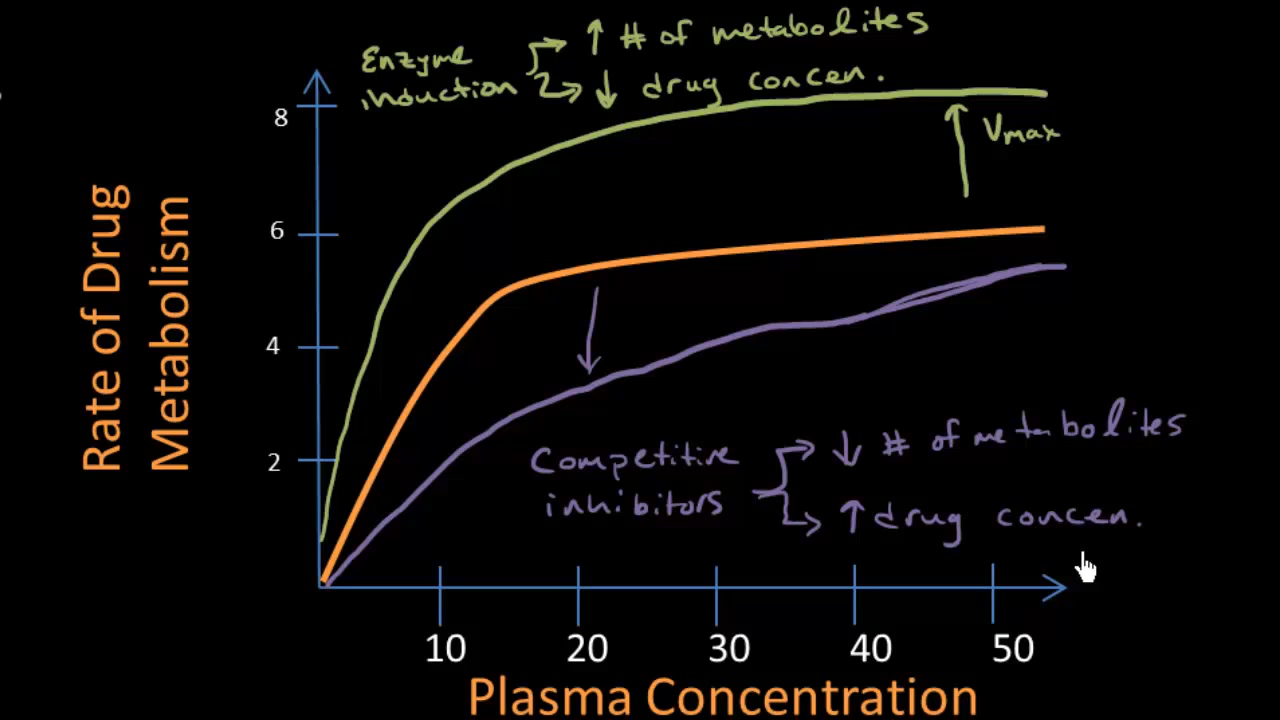 Enzyme
induction
↑ # of metabolites
↓ drug concen.
8
Vmax
6
4
2
Rate of Drug
Metabolism
Competitive
inhibitors
↓ # of metabolites
↑ drug concen.
10 20 30 40 50
Plasma Concentration